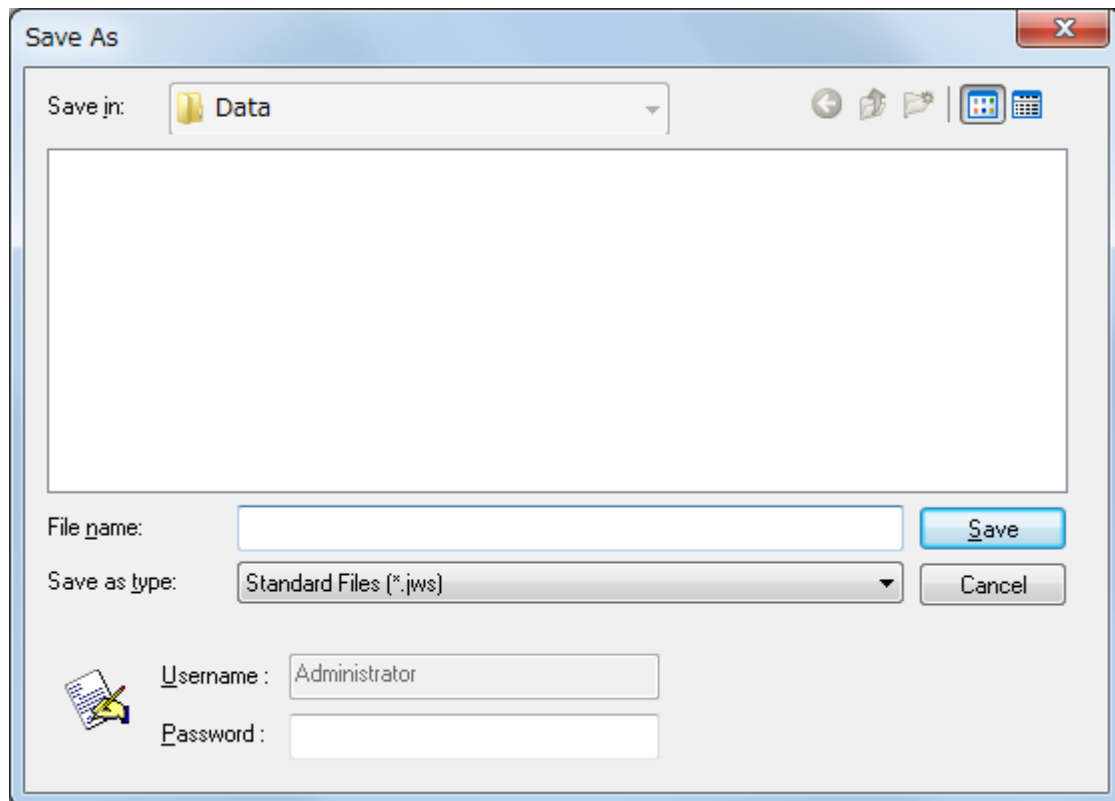 Save As
Save in: Data
File name:
Save
Save as type: Standard Files (*.jws)
Cancel
Username : Administrator
Password :